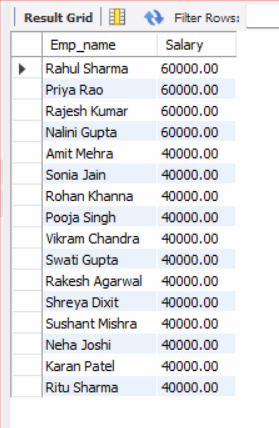 Result Grid Filter Rows:
Emp_name Salary
Rahul Sharma 60000.00
Priya Rao 60000.00
Rajesh Kumar 60000.00
Nalini Gupta 60000.00
Amit Mehra 40000.00
Sonia Jain 40000.00
Rohan Khanna 40000.00
Pooja Singh 40000.00
Vikram Chandra 40000.00
Swati Gupta 40000.00
Rakesh Agarwal 40000.00
Shreya Dixit 40000.00
Sushant Mishra 40000.00
Neha Joshi 40000.00
Karan Patel 40000.00
Ritu Sharma 40000.00